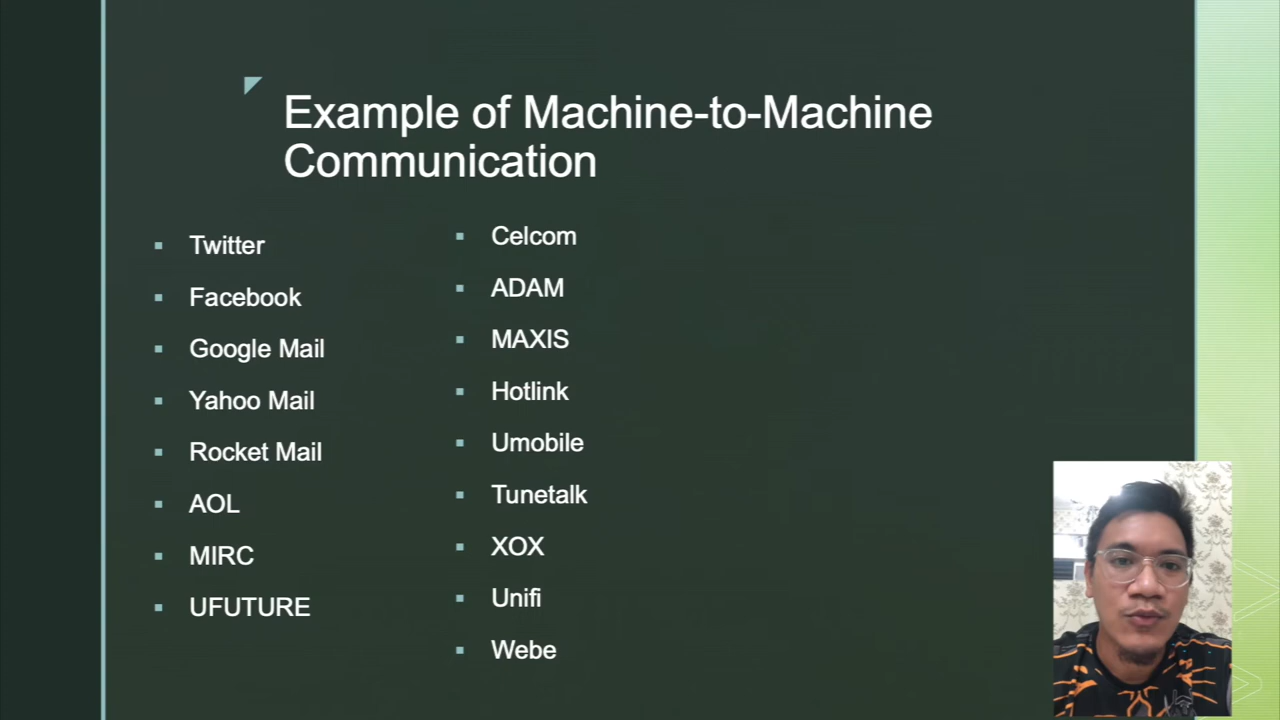 Example of Machine-to-Machine
Communication
Twitter
Facebook
Google Mail
Yahoo Mail
Rocket Mail
AOL
MIRC
UFUTURE
Celcom
ADAM
MAXIS
Hotlink
Umobile
Tunetalk
XOX
Unifi
Webe